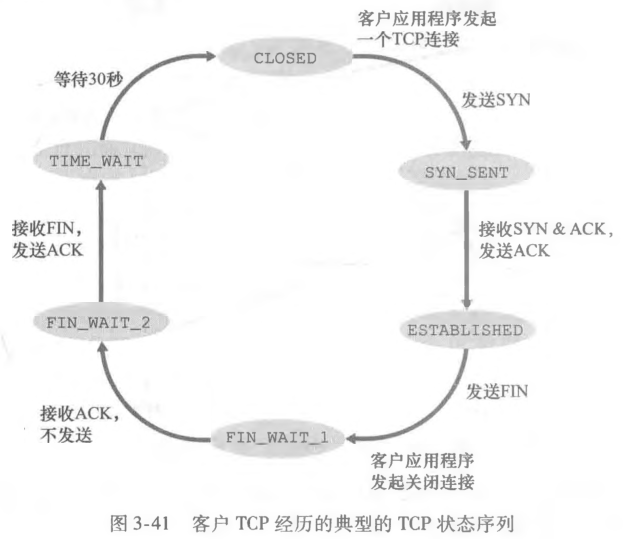 客户应用程序发起
一个TCP连接
CLOSED
等待30秒
发送SYN
TIME_WAIT
SYN_SENT
接收FIN,
发送ACK
接收SYN & ACK,
发送ACK
FIN_WAIT_2
ESTABLISHED
发送FIN
接收ACK,
不发送
FIN_WAIT_1
客户应用程序
发起关闭连接
图 3-41 客户 TCP 经历的典型的 TCP 状态序列